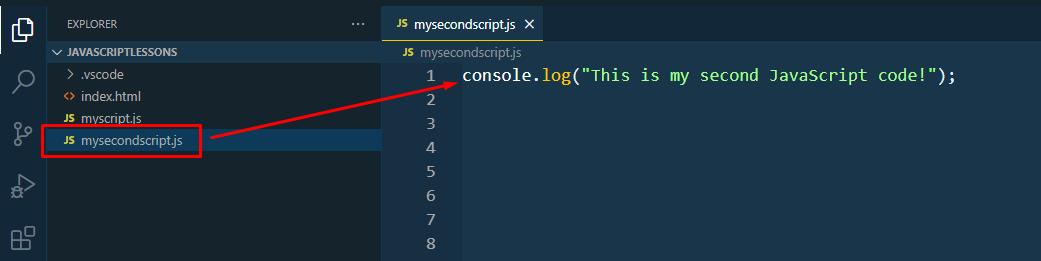 EXPLORER
JAVASCRIPTLESSONS
.vscode
<> index.html
JS myscript.js
JS mysecondscript.js
JS mysecondscript.js ×
JS mysecondscript.js
1 console.log("This is my second JavaScript code!");
2
3
4
5
6
7
8